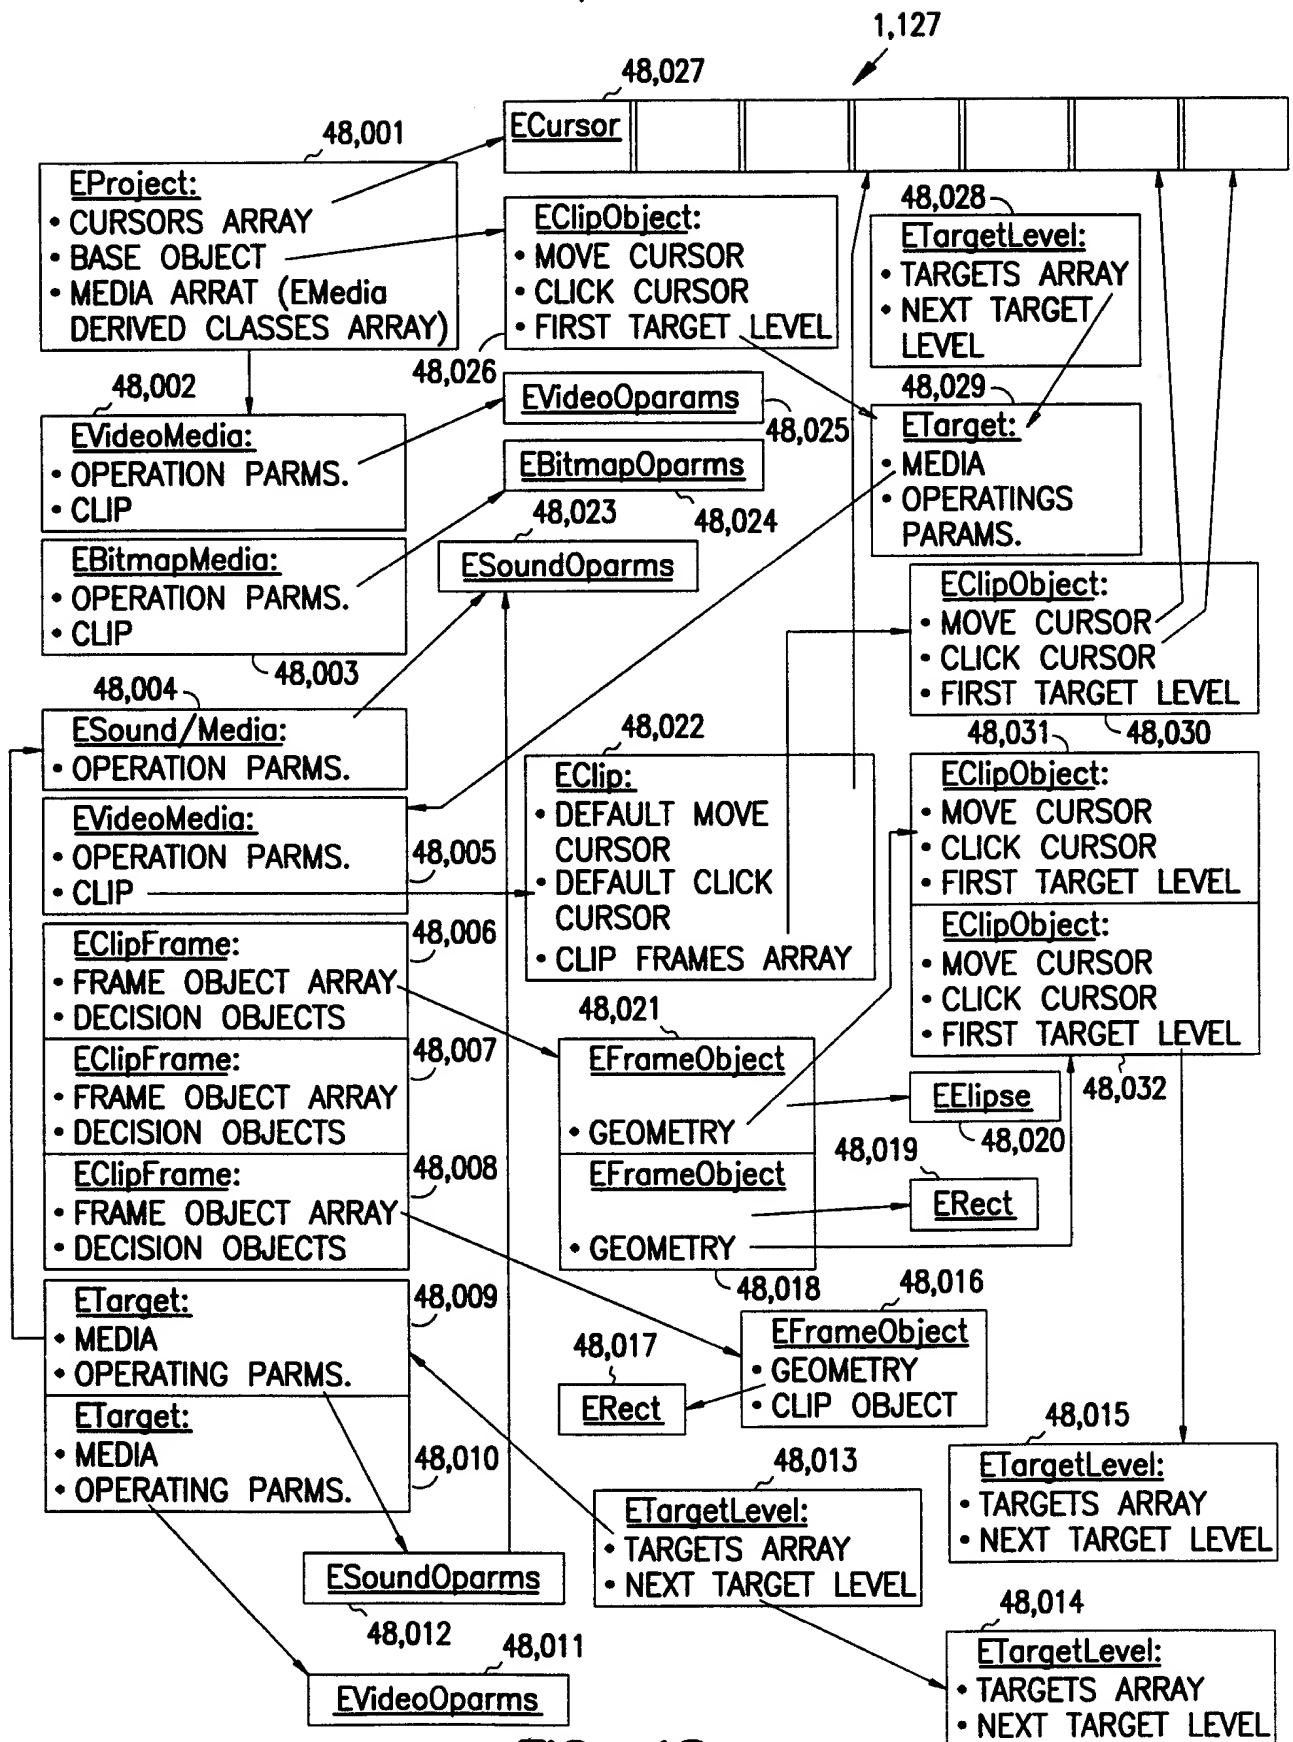 1,127
48,027
ECursor
48,001
EProject:
• CURSORS ARRAY
• BASE OBJECT
• MEDIA ARRAT (EMedia
DERIVED CLASSES ARRAY)
EClipObject:
• MOVE CURSOR
• CLICK CURSOR
• FIRST TARGET LEVEL
48,026
48,028
ETargetLevel:
• TARGETS ARRAY
• NEXT TARGET
LEVEL
48,002
EVideoMedia:
• OPERATION PARMS.
• CLIP
EVideoOparams
48,025
48,029
ETarget:
• MEDIA
• OPERATINGS
PARAMS.
EBitmapOparms
48,024
EBitmapMedia:
• OPERATION PARMS.
• CLIP
48,003
48,023
ESoundOparms
EClipObject:
• MOVE CURSOR
• CLICK CURSOR
• FIRST TARGET LEVEL
48,030
48,004
ESound/Media:
• OPERATION PARMS.
EVideoMedia:
• OPERATION PARMS.
• CLIP
48,005
48,022
EClip:
• DEFAULT MOVE
CURSOR
• DEFAULT CLICK
CURSOR
• CLIP FRAMES ARRAY
48,031
EClipObject:
• MOVE CURSOR
• CLICK CURSOR
• FIRST TARGET LEVEL
EClipObject:
• MOVE CURSOR
• CLICK CURSOR
• FIRST TARGET LEVEL
48,032
EClipFrame:
• FRAME OBJECT ARRAY
• DECISION OBJECTS
48,006
EClipFrame:
• FRAME OBJECT ARRAY
• DECISION OBJECTS
48,007
EClipFrame:
• FRAME OBJECT ARRAY
• DECISION OBJECTS
48,008
48,021
EFrameObject
• GEOMETRY
EFrameObject
• GEOMETRY
48,018
EElipse
48,020
48,019
ERect
ETarget:
• MEDIA
• OPERATING PARMS.
48,009
ETarget:
• MEDIA
• OPERATING PARMS.
48,010
48,016
EFrameObject
• GEOMETRY
• CLIP OBJECT
48,017
ERect
48,015
ETargetLevel:
• TARGETS ARRAY
• NEXT TARGET LEVEL
48,013
ETargetLevel:
• TARGETS ARRAY
• NEXT TARGET LEVEL
ESoundOparms
48,012
48,011
EVideoOparms
48,014
ETargetLevel:
• TARGETS ARRAY
• NEXT TARGET LEVEL